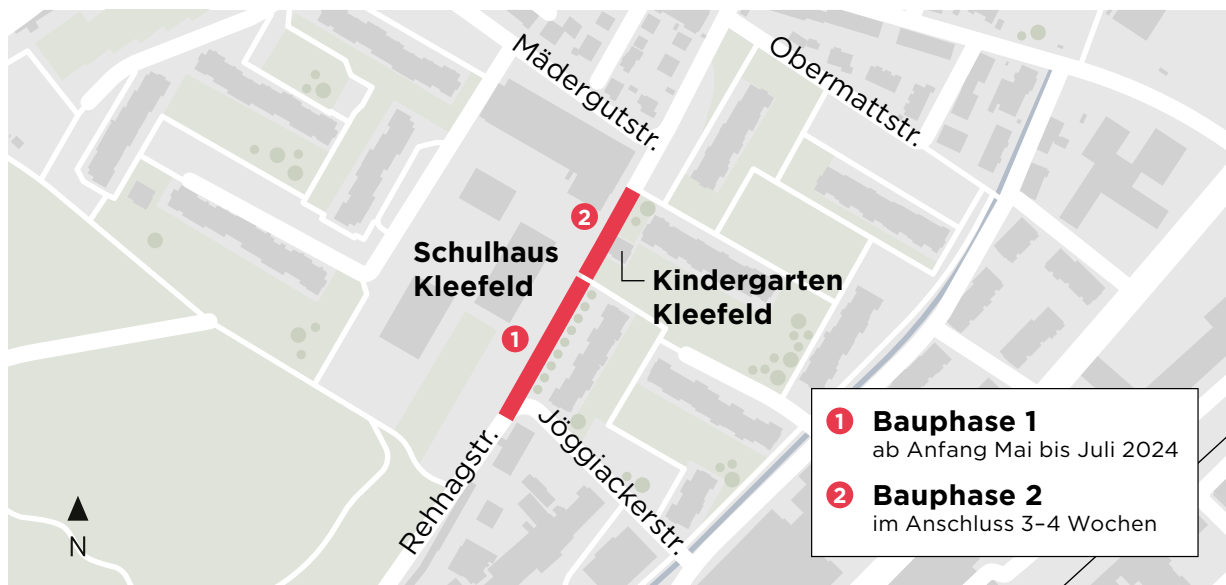 Mädergutstr.
Obermattstr.
2
Schulhaus
Kleefeld
Kindergarten
Kleefeld
1
Jöggiackerstr.
Rehhagstr.
N
1 Bauphase 1
ab Anfang Mai bis Juli 2024
2 Bauphase 2
im Anschluss 3–4 Wochen